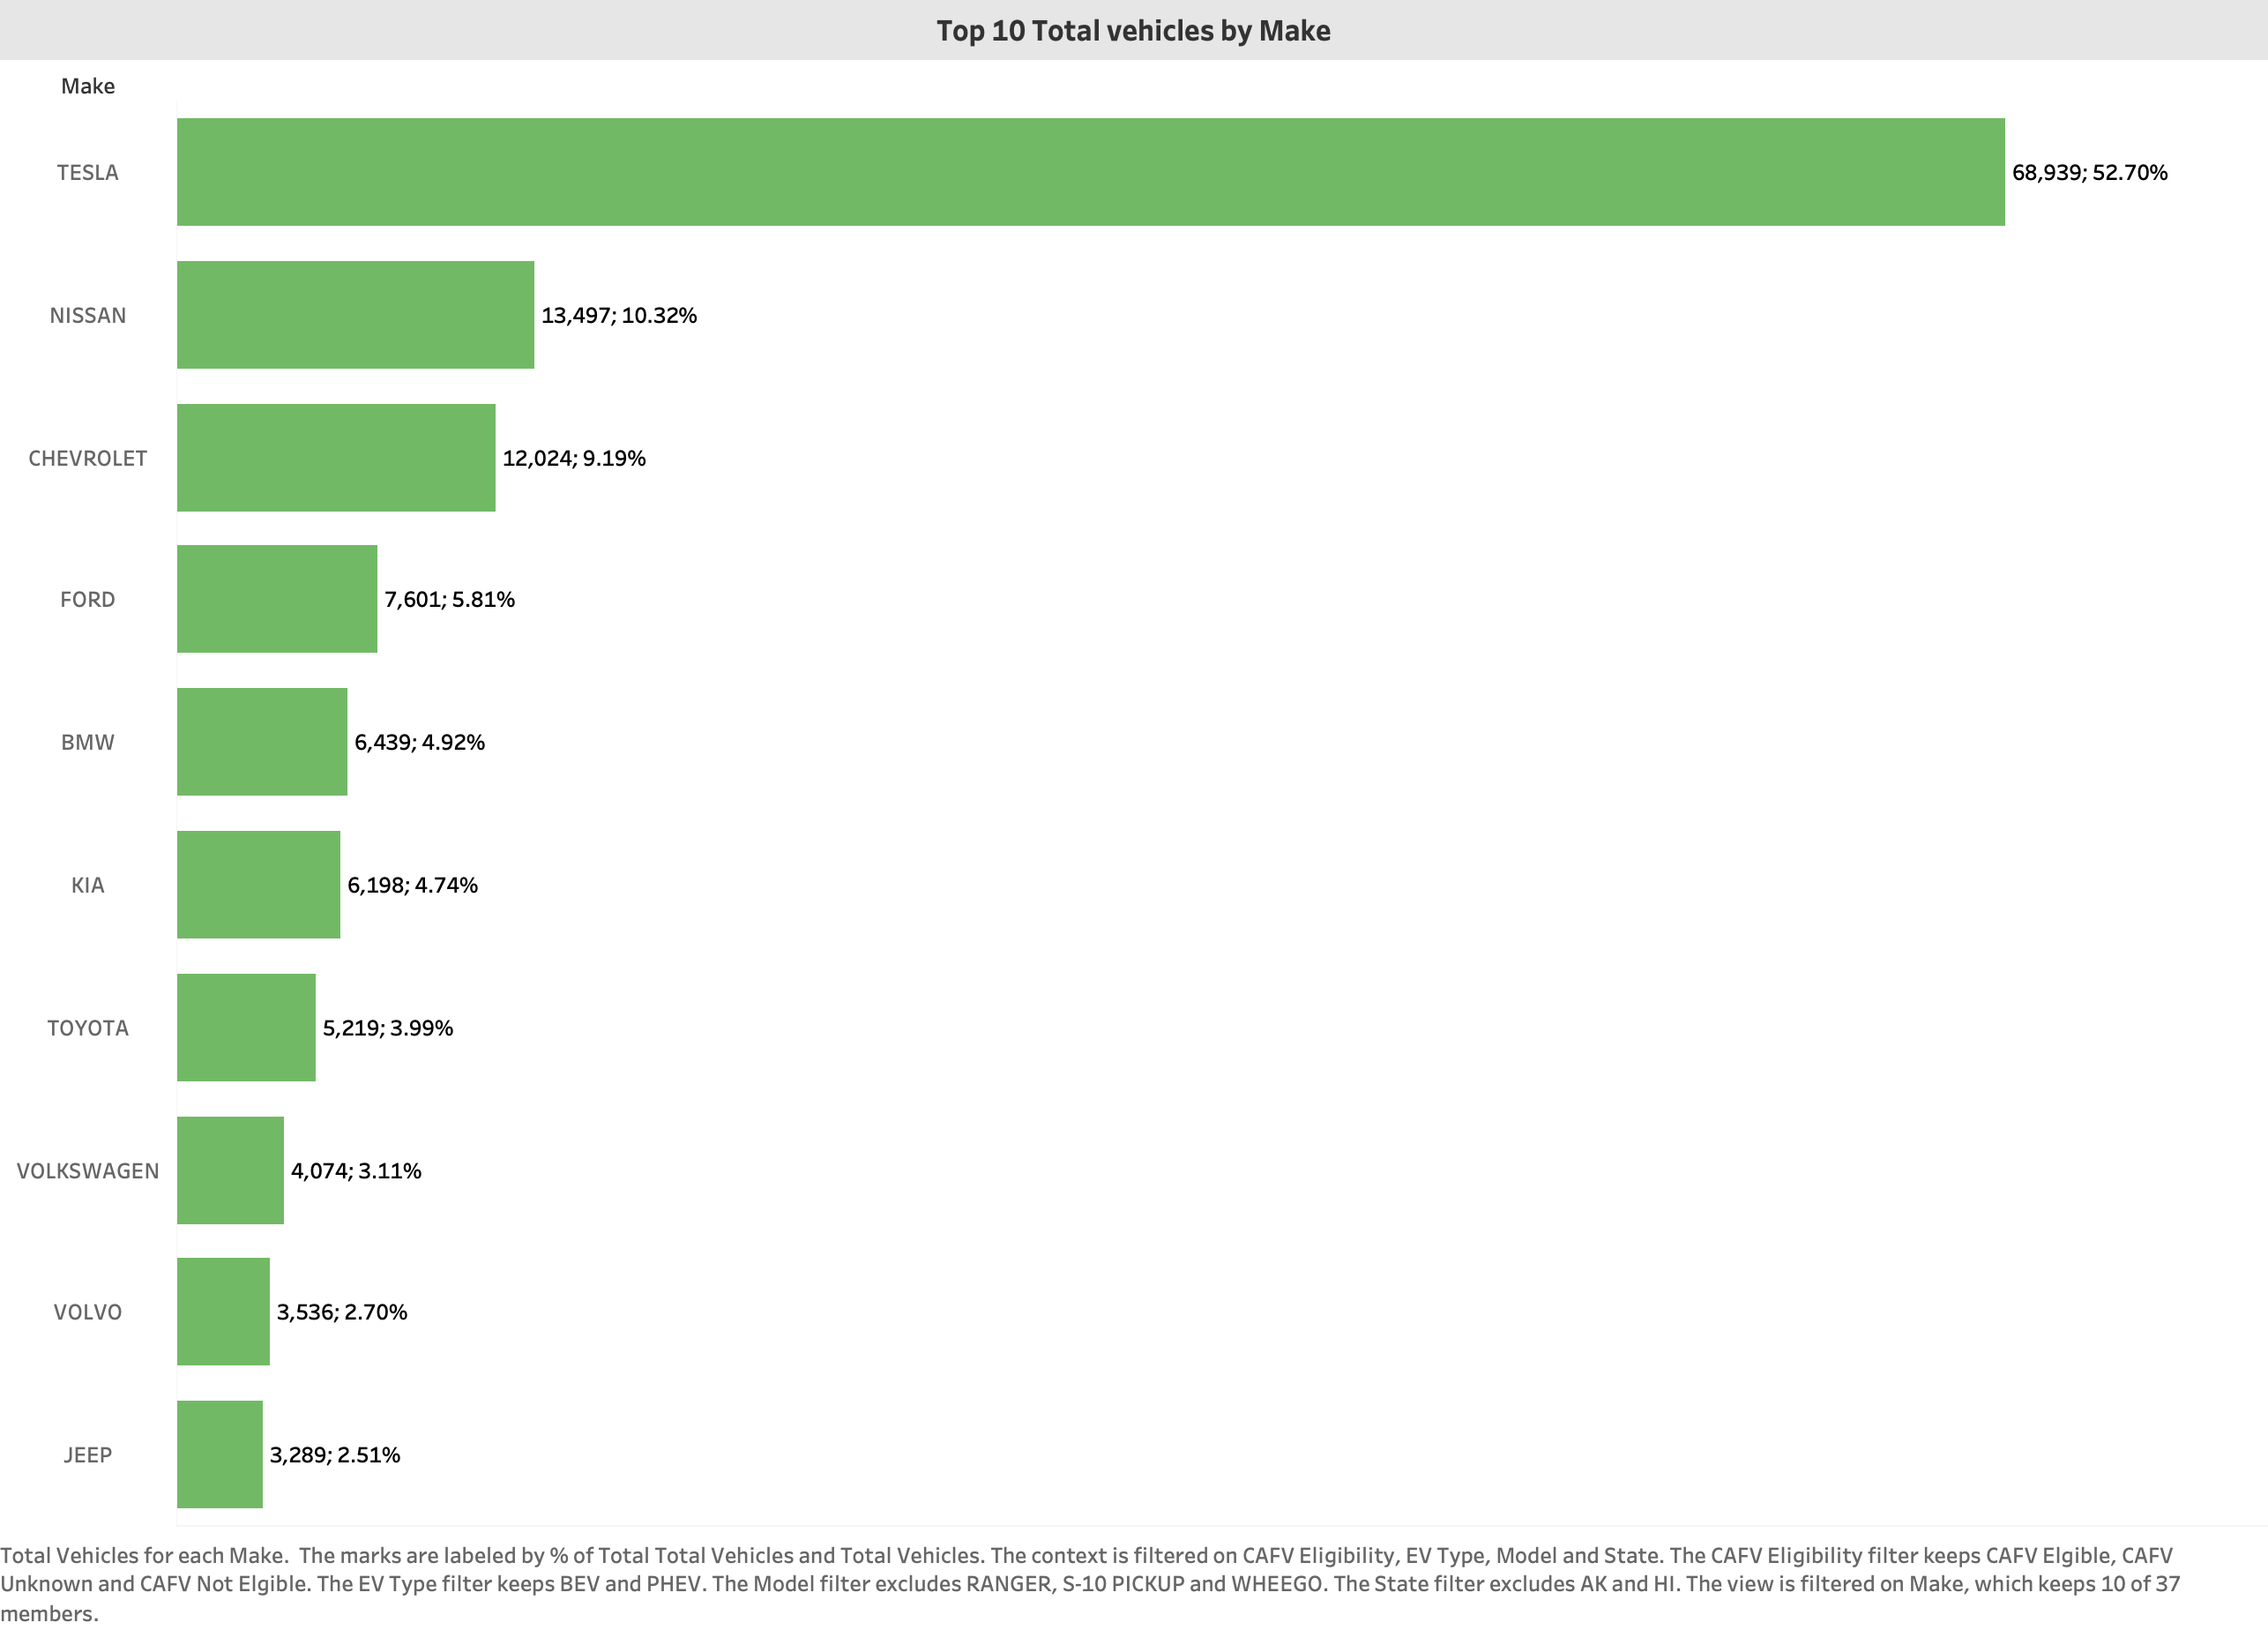 Top 10 Total vehicles by Make
Make
TESLA
68,939; 52.70%
NISSAN
13,497; 10.32%
CHEVROLET
12,024; 9.19%
FORD
7,601; 5.81%
BMW
6,439; 4.92%
KIA
6,198; 4.74%
TOYOTA
5,219; 3.99%
VOLKSWAGEN
4,074; 3.11%
VOLVO
3,536; 2.70%
JEEP
3,289; 2.51%
Total Vehicles for each Make.  The marks are labeled by % of Total Total Vehicles and Total Vehicles. The context is filtered on CAFV Eligibility, EV Type, Model and State. The CAFV Eligibility filter keeps CAFV Elgible, CAFV
Unknown and CAFV Not Elgible. The EV Type filter keeps BEV and PHEV. The Model filter excludes RANGER, S-10 PICKUP and WHEEGO. The State filter excludes AK and HI. The view is filtered on Make, which keeps 10 of 37
members.